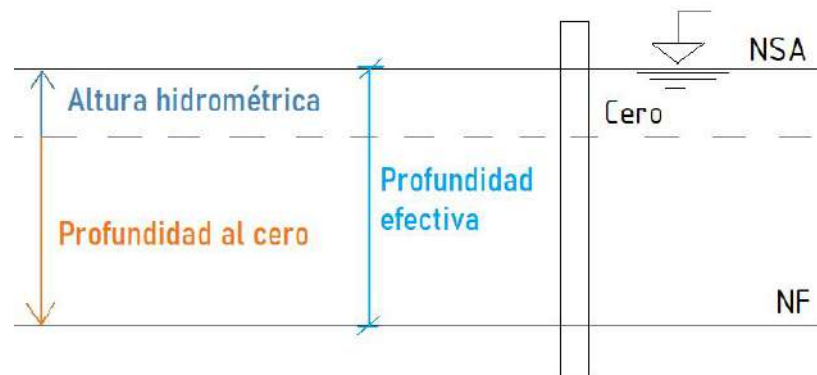 NSA
Altura hidrométrica
Cero
Profundidad
efectiva
Profundidad al cero
NF